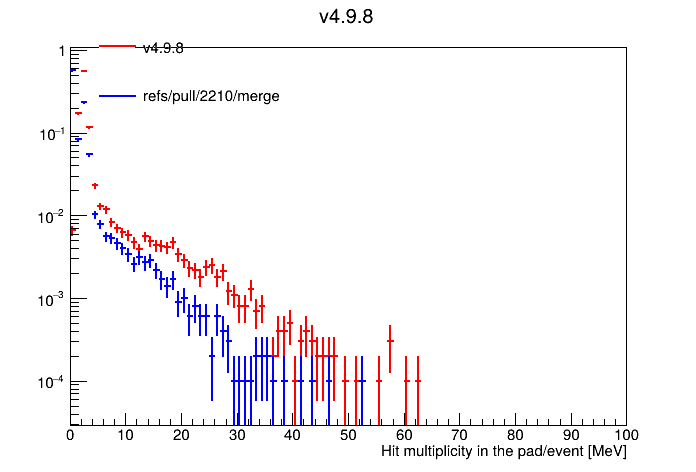 v4.9.8
v4.9.8
refs/pull/2210/merge
1
10⁻¹
10⁻²
10⁻³
10⁻⁴
0 10 20 30 40 50 60 70 80 90 100
Hit multiplicity in the pad/event [MeV]